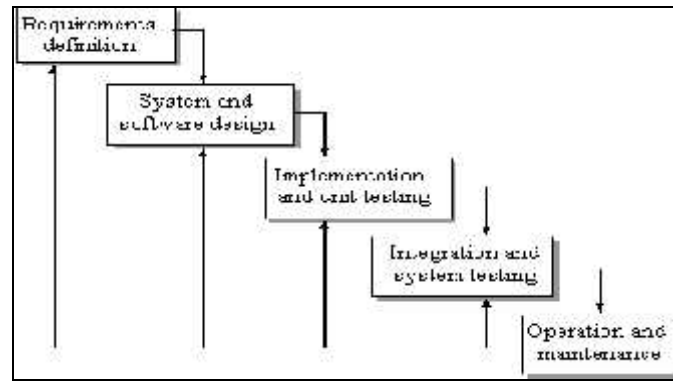 Requirements
definition
System and
software design
Implementation
and unit testing
Integration and
system testing
Operation and
maintenance